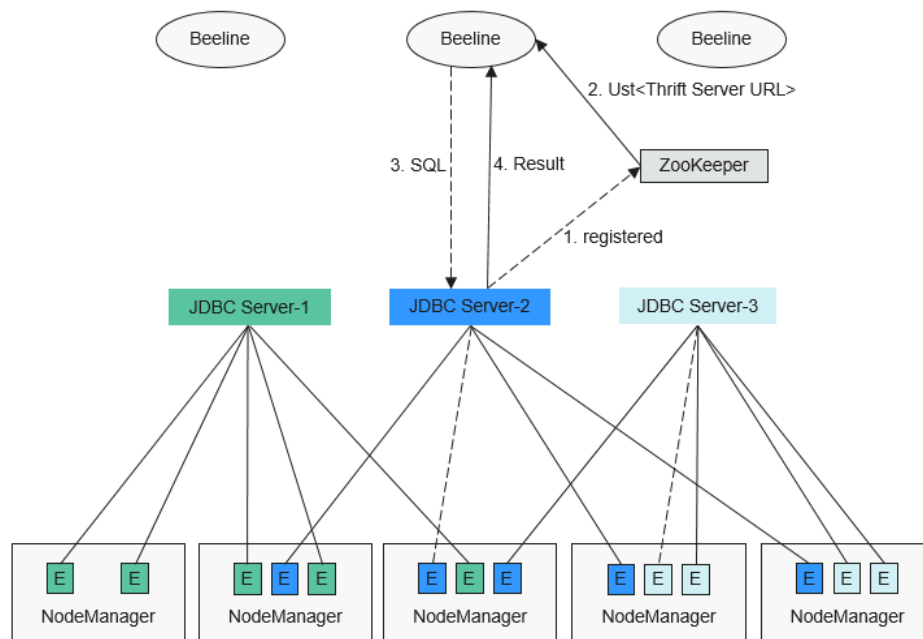 Beeline
Beeline
Beeline
2. Ust<Thrift Server URL>
3. SQL
4. Result
ZooKeeper
1. registered
JDBC Server-1
JDBC Server-2
JDBC Server-3
E
E
E
E
E
E
E
E
E
E
E
E
E
E
NodeManager
NodeManager
NodeManager
NodeManager
NodeManager